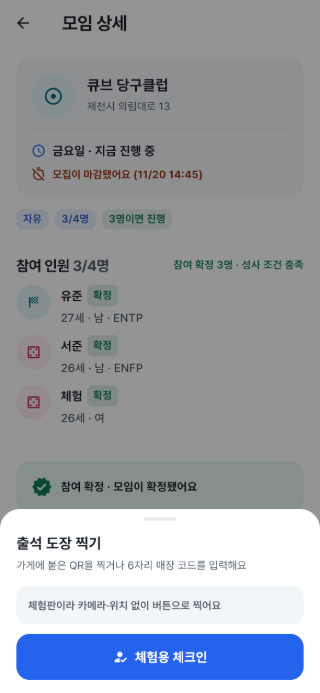 모임 상세
큐브 당구클럽
제천시 의림대로 13
금요일 · 지금 진행 중
모집이 마감됐어요 (11/20 14:45)
자유 3/4명 3명이면 진행
참여 인원 3/4명 참여 확정 3명 · 성사 조건 충족
유준 확정
27세 · 남 · ENTP
서준 확정
26세 · 남 · ENFP
체험 확정
26세 · 여
참여 확정 · 모임이 확정됐어요
출석 도장 찍기
가게에 붙은 QR을 찍거나 6자리 매장 코드를 입력해요
체험판이라 카메라·위치 없이 버튼으로 찍어요
체험용 체크인